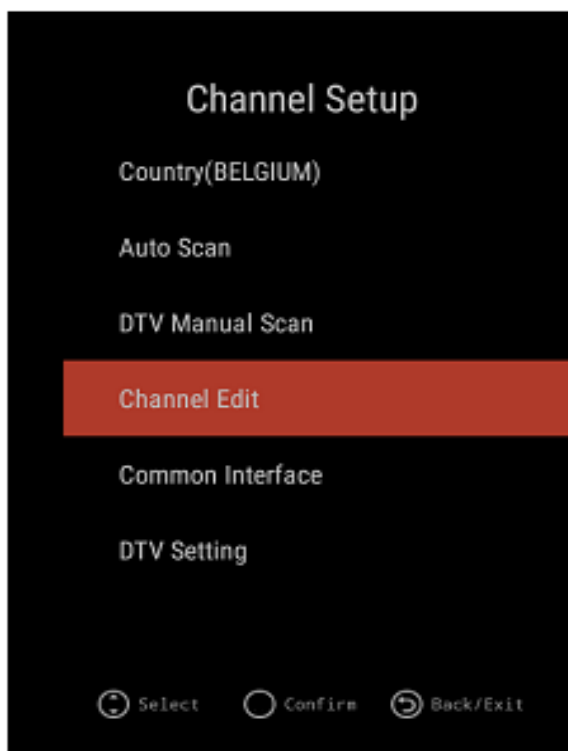 Channel Setup
Country(BELGIUM)
Auto Scan
DTV Manual Scan
Channel Edit
Common Interface
DTV Setting
Select Confirm Back/Exit